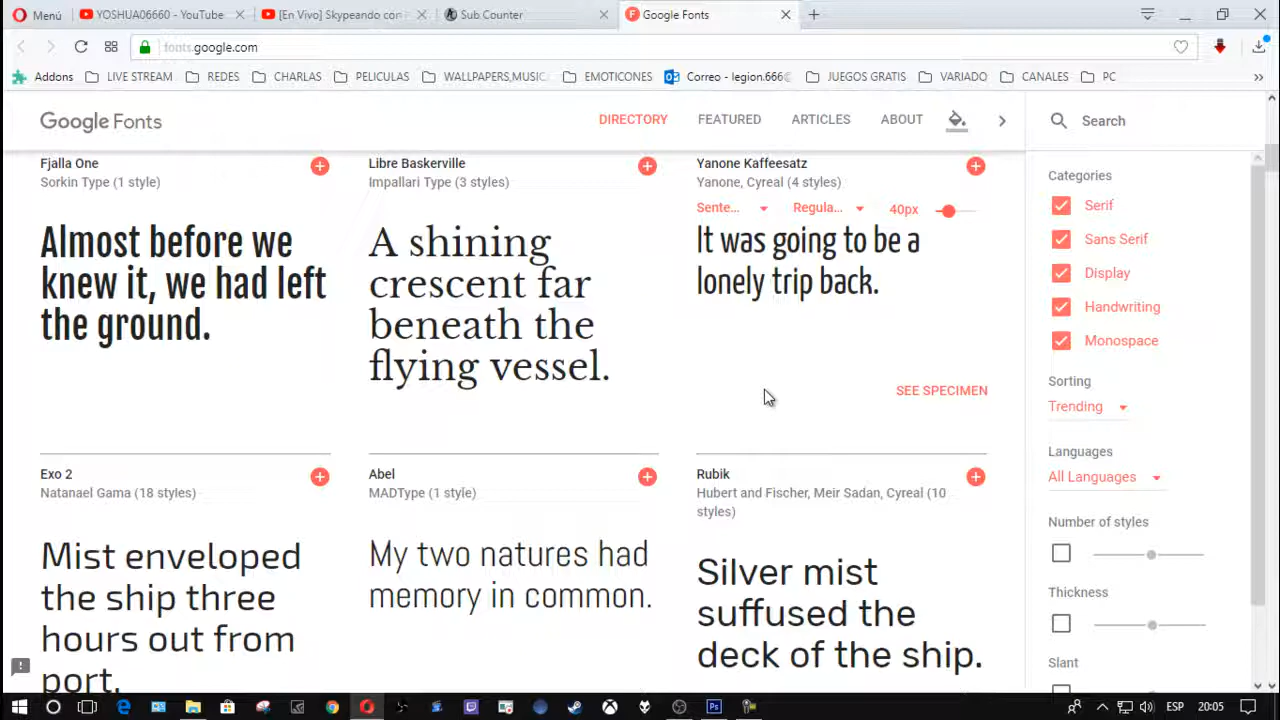 Menú
YOSHUA06660 - YouTube
[En Vivo] Skypeando con
Sub Counter
Google Fonts
fonts.google.com
Addons
LIVE STREAM
REDES
CHARLAS
PELICULAS
WALLPAPERS,MUSIC
EMOTICONES
Correo - legion.666
JUEGOS GRATIS
VARIADO
CANALES
PC
Google Fonts
DIRECTORY
FEATURED
ARTICLES
ABOUT
Search
Fjalla One
Sorkin Type (1 style)
Almost before we
knew it, we had left
the ground.
Libre Baskerville
Impallari Type (3 styles)
A shining
crescent far
beneath the
flying vessel.
Yanone Kaffeesatz
Yanone, Cyreal (4 styles)
Sente...
Regula...
40px
It was going to be a
lonely trip back.
SEE SPECIMEN
Exo 2
Natanael Gama (18 styles)
Mist enveloped
the ship three
hours out from
port.
Abel
MADType (1 style)
My two natures had
memory in common.
Rubik
Hubert and Fischer, Meir Sadan, Cyreal (10
styles)
Silver mist
suffused the
deck of the ship.
Categories
Serif
Sans Serif
Display
Handwriting
Monospace
Sorting
Trending
Languages
All Languages
Number of styles
Thickness
Slant
ESP
20:05